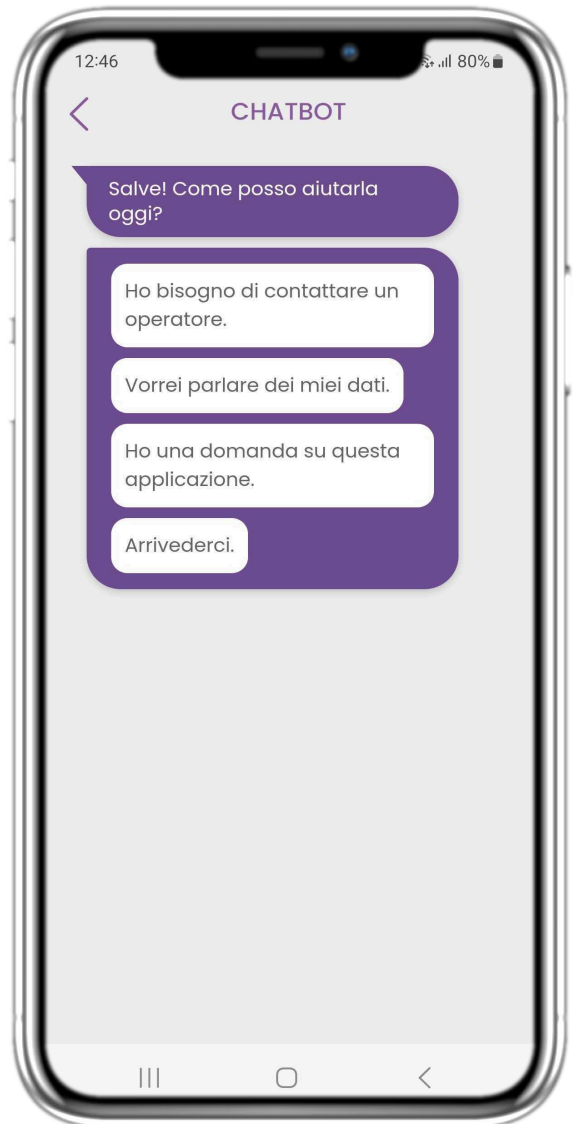 12:46
80%
CHATBOT
Salve! Come posso aiutarla
oggi?
Ho bisogno di contattare un
operatore.
Vorrei parlare dei miei dati.
Ho una domanda su questa
applicazione.
Arrivederci.